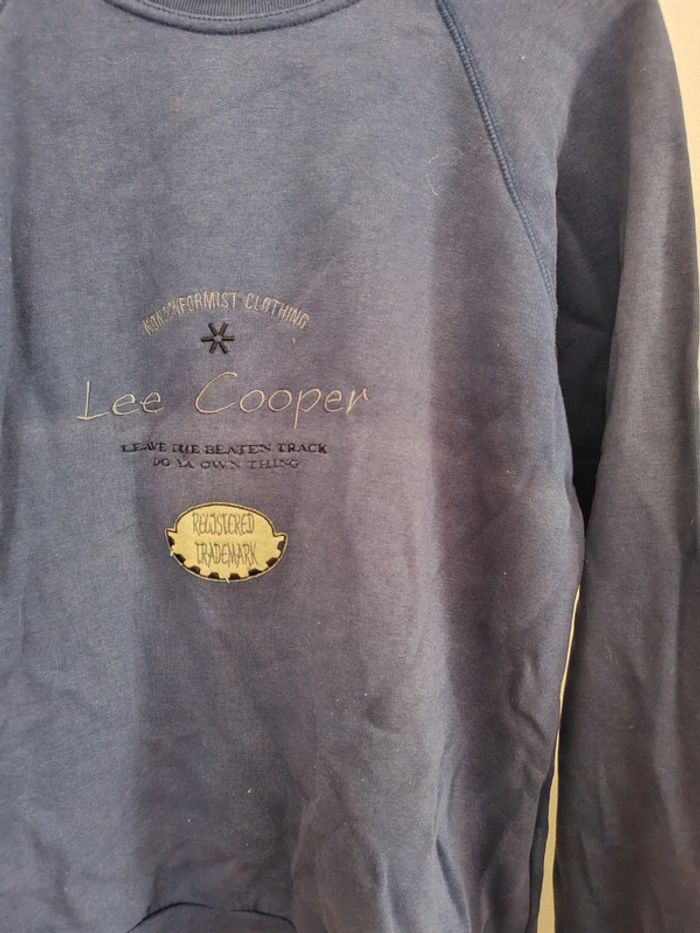 NONCONFORMIST CLOTHING
Lee Cooper
LEAVE THE BEATEN TRACK
DO YA OWN THING
REGISTERED
TRADEMARK